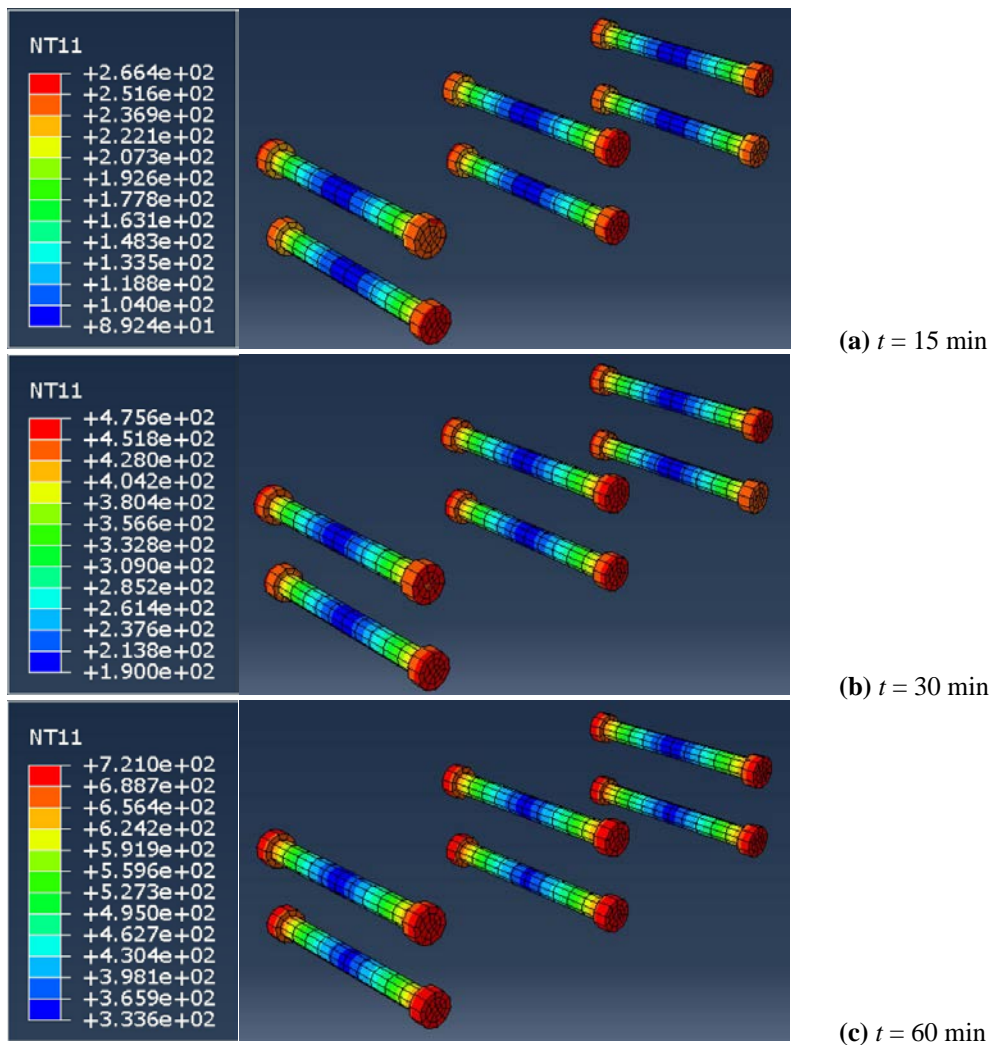 NT11
+2.664e+02
+2.516e+02
+2.369e+02
+2.221e+02
+2.073e+02
+1.926e+02
+1.778e+02
+1.631e+02
+1.483e+02
+1.335e+02
+1.188e+02
+1.040e+02
+8.924e+01
(a) t = 15 min
NT11
+4.756e+02
+4.518e+02
+4.280e+02
+4.042e+02
+3.804e+02
+3.566e+02
+3.328e+02
+3.090e+02
+2.852e+02
+2.614e+02
+2.376e+02
+2.138e+02
+1.900e+02
(b) t = 30 min
NT11
+7.210e+02
+6.887e+02
+6.564e+02
+6.242e+02
+5.919e+02
+5.596e+02
+5.273e+02
+4.950e+02
+4.627e+02
+4.304e+02
+3.981e+02
+3.659e+02
+3.336e+02
(c) t = 60 min